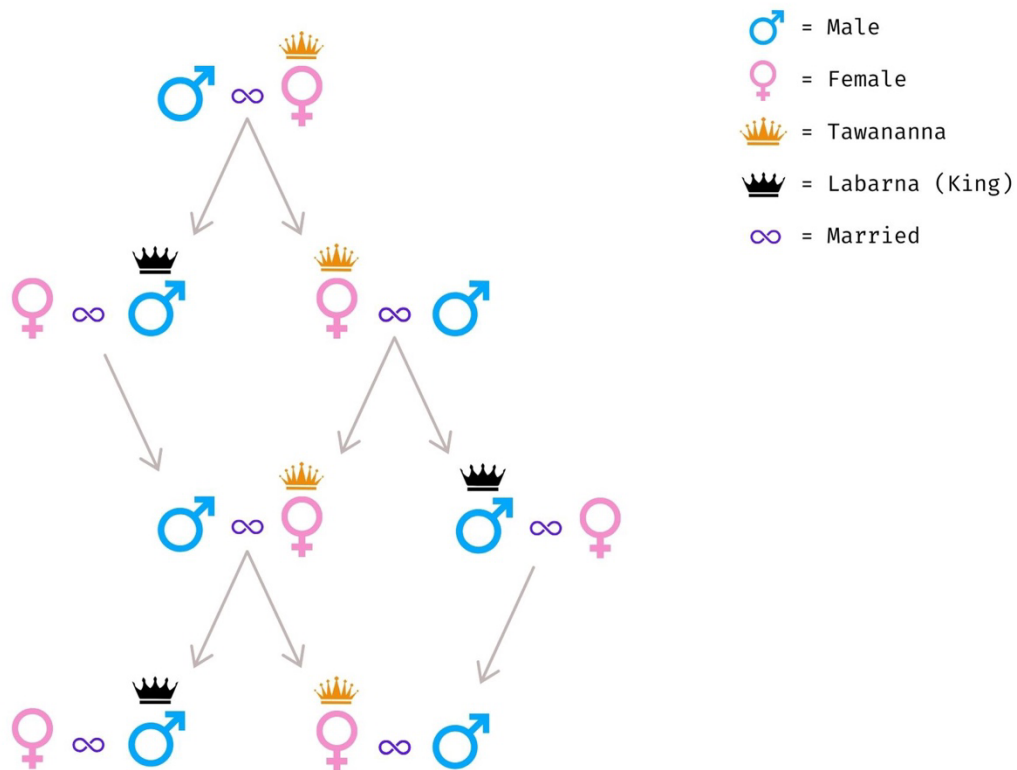 = Male
= Female
= Tawananna
= Labarna (King)
= Married